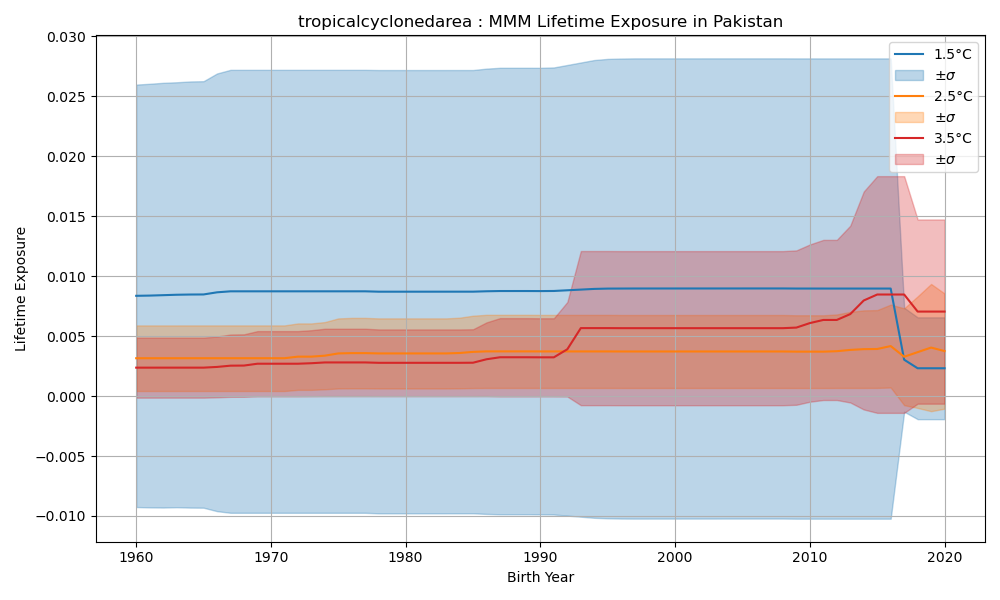 tropicalcyclonedarea : MMM Lifetime Exposure in Pakistan
0.030
0.025
0.020
0.015
0.010
0.005
0.000
−0.005
−0.010
Lifetime Exposure
1960
1970
1980
1990
2000
2010
2020
Birth Year
1.5°C
±σ
2.5°C
±σ
3.5°C
±σ